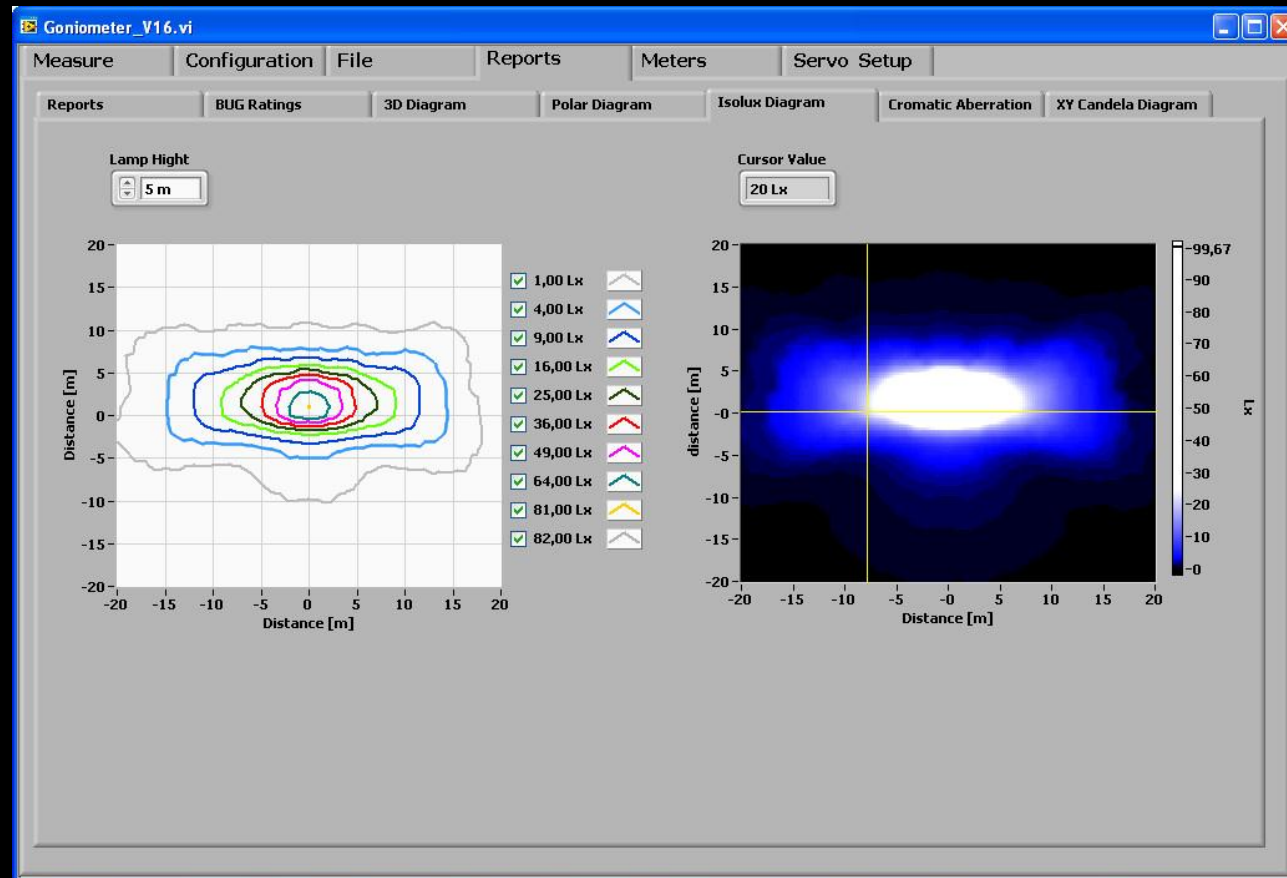 Goniometer_V16.vi
Measure Configuration File Reports Meters Servo Setup
Reports BUG Ratings 3D Diagram Polar Diagram Isolux Diagram Cromatic Aberration XY Candela Diagram
Lamp Hight
5 m
Cursor Value
20 Lx
20
15
10
5
0
-5
-10
-15
-20
Distance [m]
-20 -15 -10 -5 0 5 10 15 20
Distance [m]
1,00 Lx
4,00 Lx
9,00 Lx
16,00 Lx
25,00 Lx
36,00 Lx
49,00 Lx
64,00 Lx
81,00 Lx
82,00 Lx
20
15
10
5
-0
-5
-10
-15
-20
distance [m]
-20 -15 -10 -5 -0 5 10 15 20
Distance [m]
-99,67
-90
-80
-70
-60
-50
-40
-30
-20
-10
-0
Lx